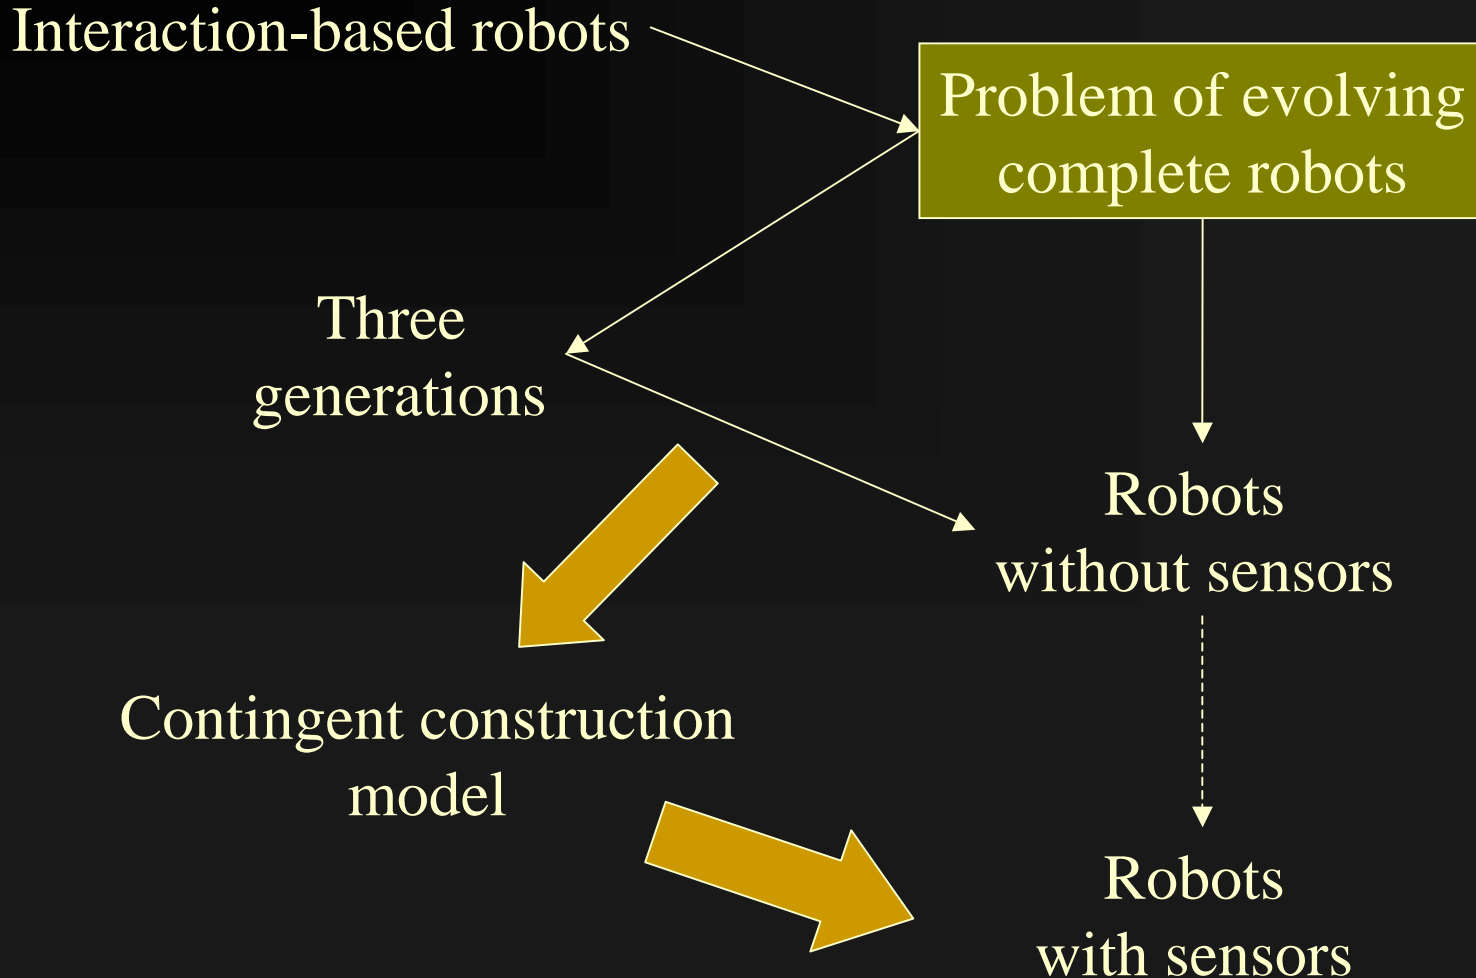 Interaction-based robots
Problem of evolving
complete robots
Three
generations
Robots
without sensors
Contingent construction
model
Robots
with sensors